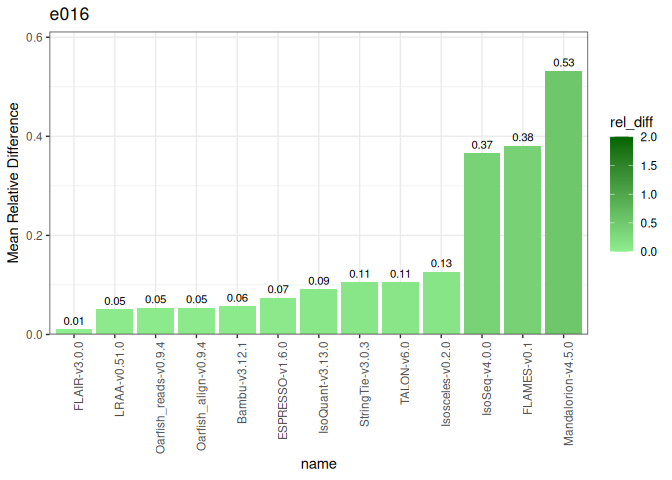 e016
Mean Relative Difference
0.6
0.4
0.2
0.0
0.01
0.05
0.05
0.05
0.06
0.07
0.09
0.11
0.11
0.13
0.37
0.38
0.53
FLAIR-v3.0.0
LRAA-v0.51.0
Oarfish_reads-v0.9.4
Oarfish_align-v0.9.4
Bambu-v3.12.1
ESPRESSO-v1.6.0
IsoQuant-v3.13.0
StringTie-v3.0.3
TALON-v6.0
Isosceles-v0.2.0
IsoSeq-v4.0.0
FLAMES-v0.1
Mandalorion-v4.5.0
name
rel_diff
2.0
1.5
1.0
0.5
0.0